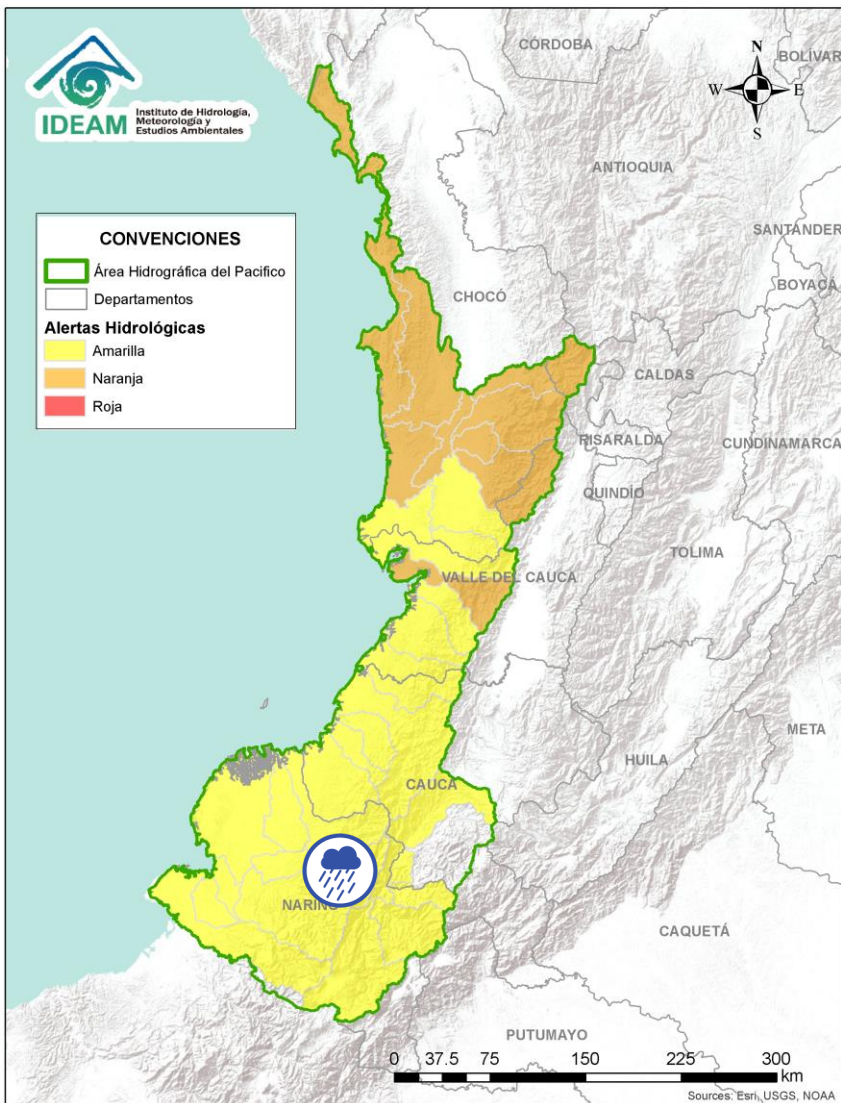 IDEAM
Instituto de Hidrología,
Meteorología y
Estudios Ambientales
CÓRDOBA
BOLÍVAR
N
W
E
S
ANTIOQUIA
SANTANDER
BOYACÁ
CONVENCIONES
Área Hidrográfica del Pacifico
Departamentos
Alertas Hidrológicas
Amarilla
Naranja
Roja
CHOCÓ
CALDAS
RISARALDA
CUNDINAMARCA
QUINDÍO
TOLIMA
VALLE DEL CAUCA
META
HUILA
CAUCA
NARIÑO
CAQUETÁ
PUTUMAYO
0 37.5 75 150 225 300
km
Sources: Esri, USGS, NOAA